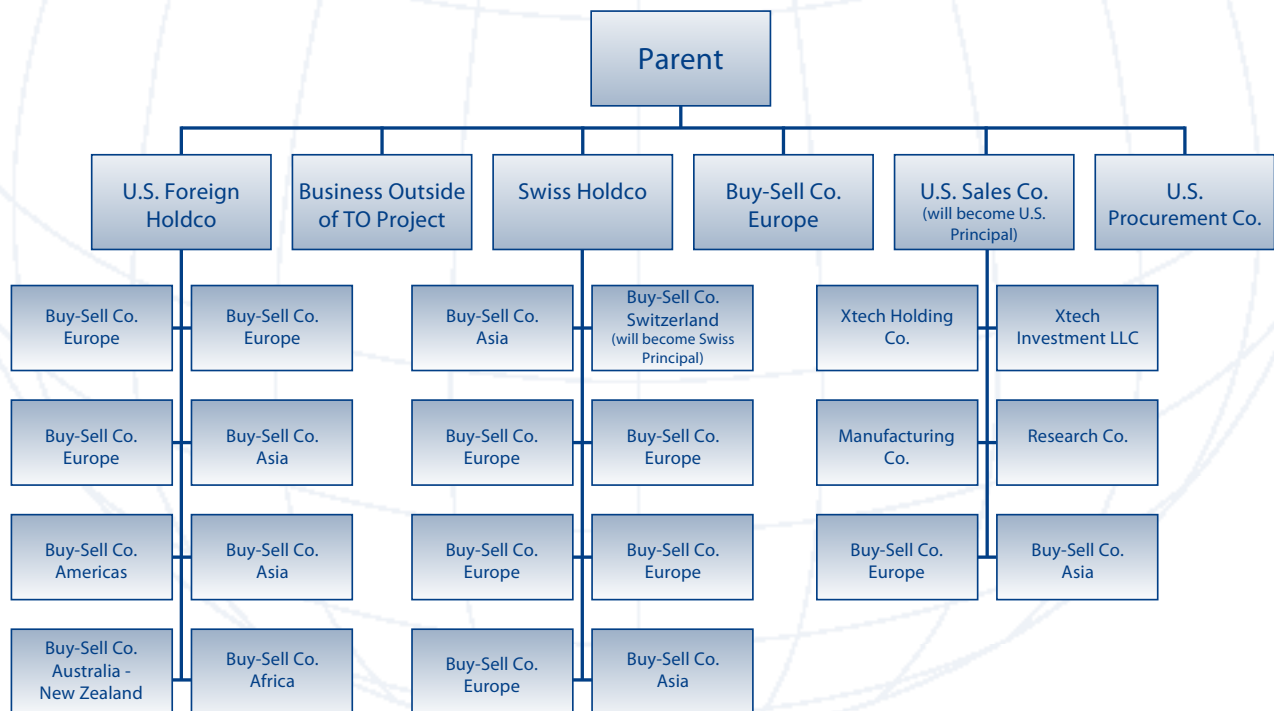 Parent
U.S. Foreign
Holdco
Business Outside
of TO Project
Swiss Holdco
Buy-Sell Co.
Europe
U.S. Sales Co.
(will become U.S.
Principal)
U.S.
Procurement Co.
Buy-Sell Co.
Europe
Buy-Sell Co.
Europe
Buy-Sell Co.
Asia
Buy-Sell Co.
Switzerland
(will become Swiss
Principal)
Xtech Holding
Co.
Xtech
Investment LLC
Buy-Sell Co.
Europe
Buy-Sell Co.
Asia
Buy-Sell Co.
Europe
Buy-Sell Co.
Europe
Manufacturing
Co.
Research Co.
Buy-Sell Co.
Americas
Buy-Sell Co.
Asia
Buy-Sell Co.
Europe
Buy-Sell Co.
Europe
Buy-Sell Co.
Europe
Buy-Sell Co.
Asia
Buy-Sell Co.
Australia -
New Zealand
Buy-Sell Co.
Africa
Buy-Sell Co.
Europe
Buy-Sell Co.
Asia